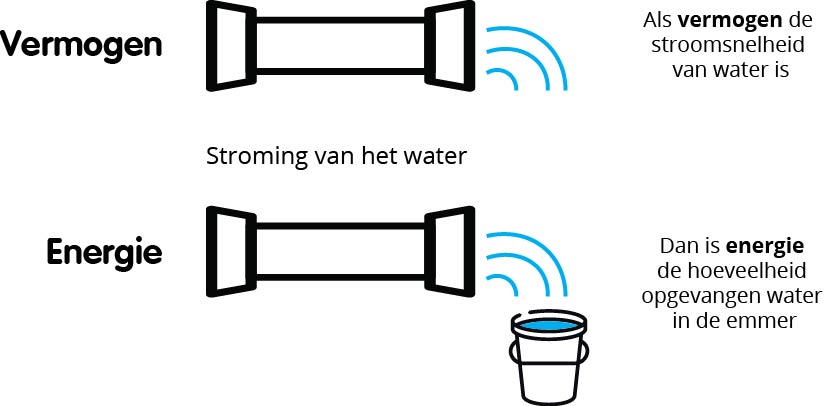 Vermogen
Als vermogen de
stroomsnelheid
van water is
Stroming van het water
Energie
Dan is energie
de hoeveelheid
opgevangen water
in de emmer